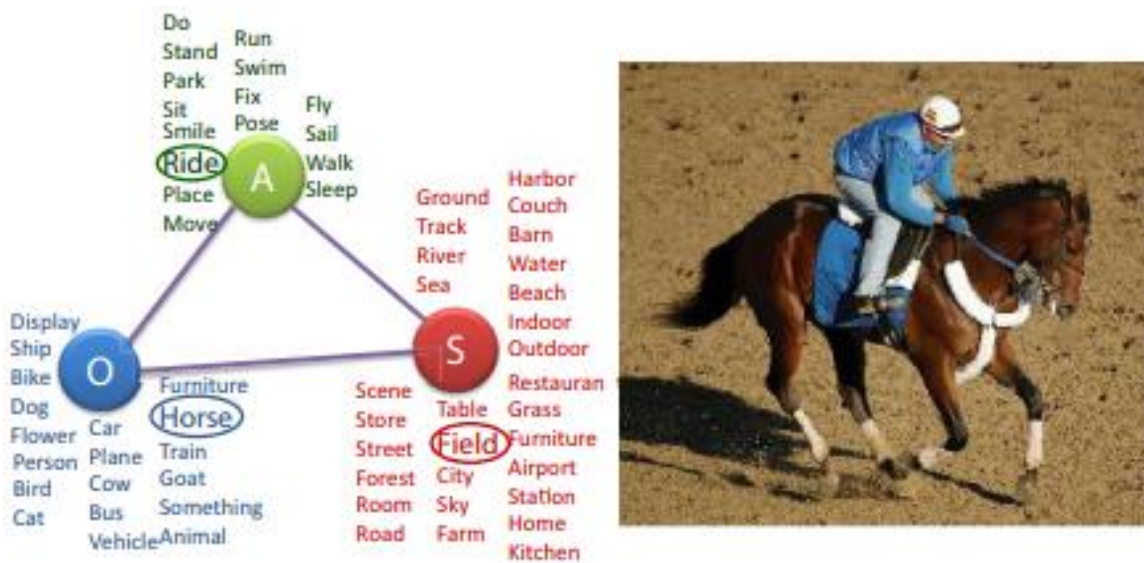 Do
Stand
Park
Sit
Smile
Ride
Place
Move
Run
Swim
Fix
Pose
Fly
Sail
Walk
Sleep
A
Ground
Track
River
Sea
Harbor
Couch
Barn
Water
Beach
Indoor
Outdoor
Restauran
Grass
Furniture
Airport
Station
Home
Kitchen
S
Scene
Store
Street
Forest
Room
Road
Table
Field
City
Sky
Farm
O
Display
Ship
Bike
Dog
Flower
Person
Bird
Cat
Car
Plane
Cow
Bus
Vehicle
Furniture
Horse
Train
Goat
Something
Animal